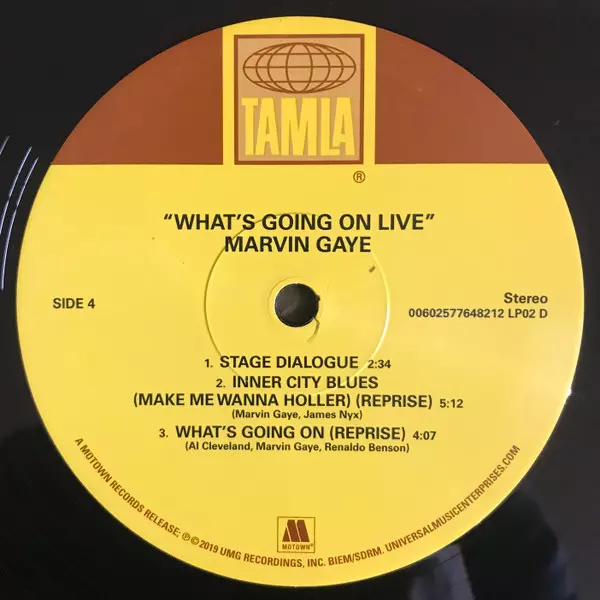 TAMLA
®
"WHAT'S GOING ON LIVE"
MARVIN GAYE
SIDE 4
Stereo
00602577648212 LP02 D
1. STAGE DIALOGUE 2:34
2. INNER CITY BLUES
(MAKE ME WANNA HOLLER) (REPRISE) 5:12
(Marvin Gaye, James Nyx)
3. WHAT'S GOING ON (REPRISE) 4:07
(Al Cleveland, Marvin Gaye, Renaldo Benson)
M
MOTOWN®
A MOTOWN RECORDS RELEASE; ℗©2019 UMG RECORDINGS, INC. BIEM/SDRM. UNIVERSALMUSICENTERPRISES.COM.